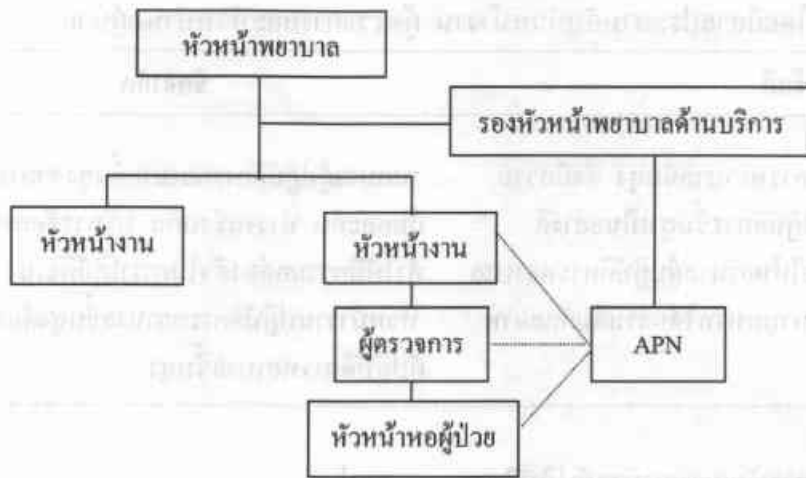 หัวหน้าพยาบาล
รองหัวหน้าพยาบาลด้านบริการ
หัวหน้างาน
หัวหน้างาน
ผู้ตรวจการ
APN
หัวหน้าหอผู้ป่วย